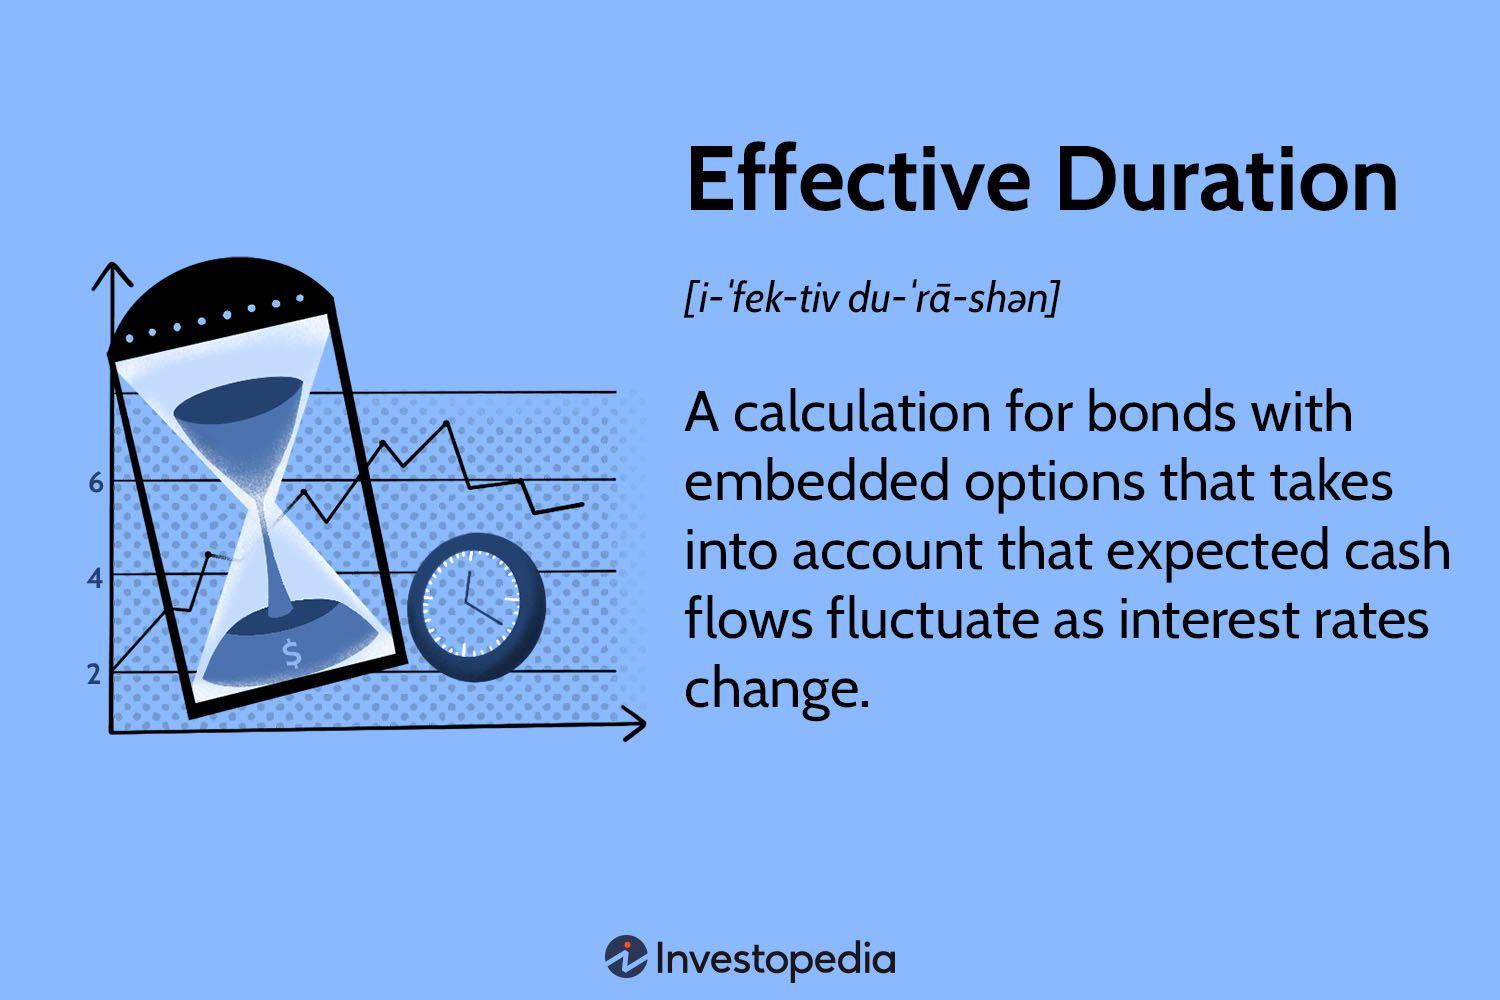 Effective Duration
[i-ˈfek-tiv du-ˈrā-shən]
A calculation for bonds with
embedded options that takes
into account that expected cash
flows fluctuate as interest rates
change.
6
4
2
$
Investopedia